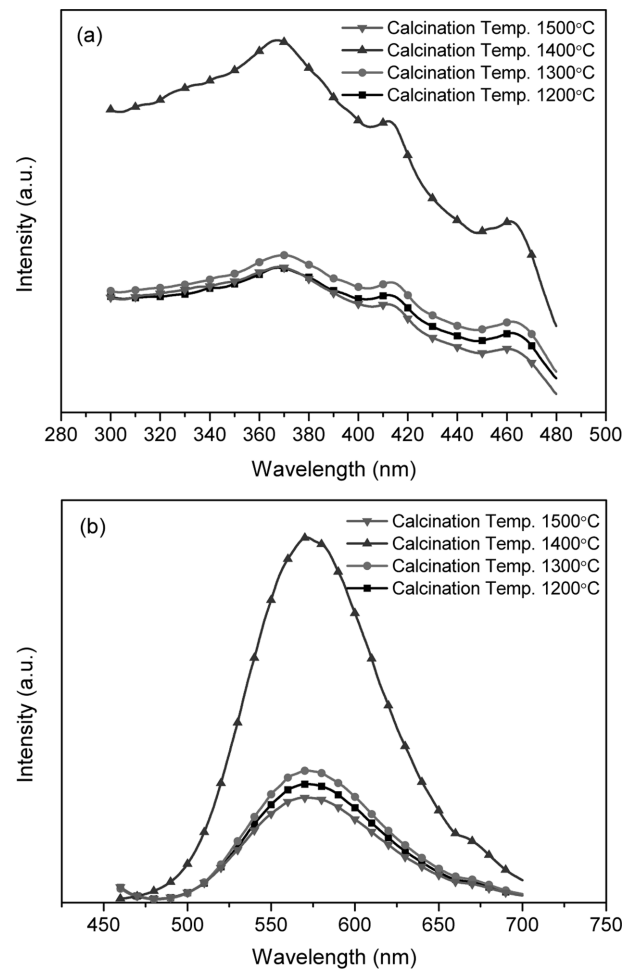 (a)
Calcination Temp. 1500°C
Calcination Temp. 1400°C
Calcination Temp. 1300°C
Calcination Temp. 1200°C
Intensity (a.u.)
280 300 320 340 360 380 400 420 440 460 480 500
Wavelength (nm)
(b)
Calcination Temp. 1500°C
Calcination Temp. 1400°C
Calcination Temp. 1300°C
Calcination Temp. 1200°C
Intensity (a.u.)
450 500 550 600 650 700 750
Wavelength (nm)